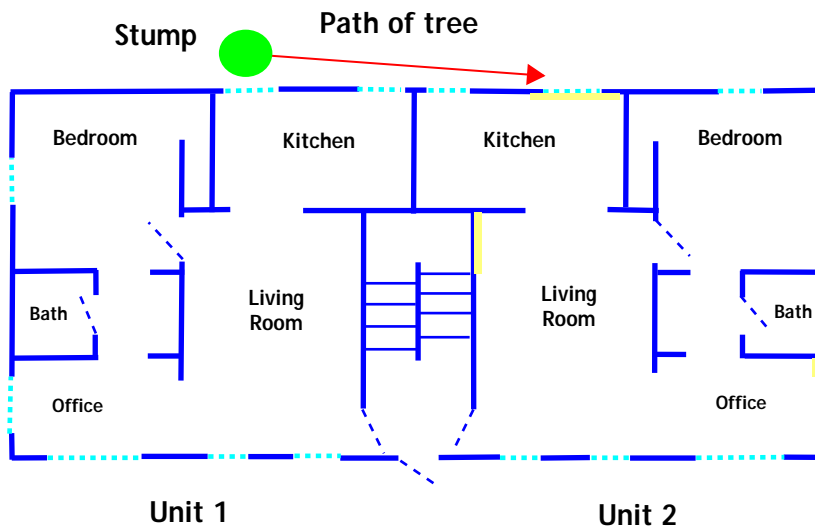 Stump
Path of tree
Bedroom
Kitchen
Kitchen
Bedroom
Living
Room
Living
Room
Bath
Bath
Office
Office
Unit 1
Unit 2